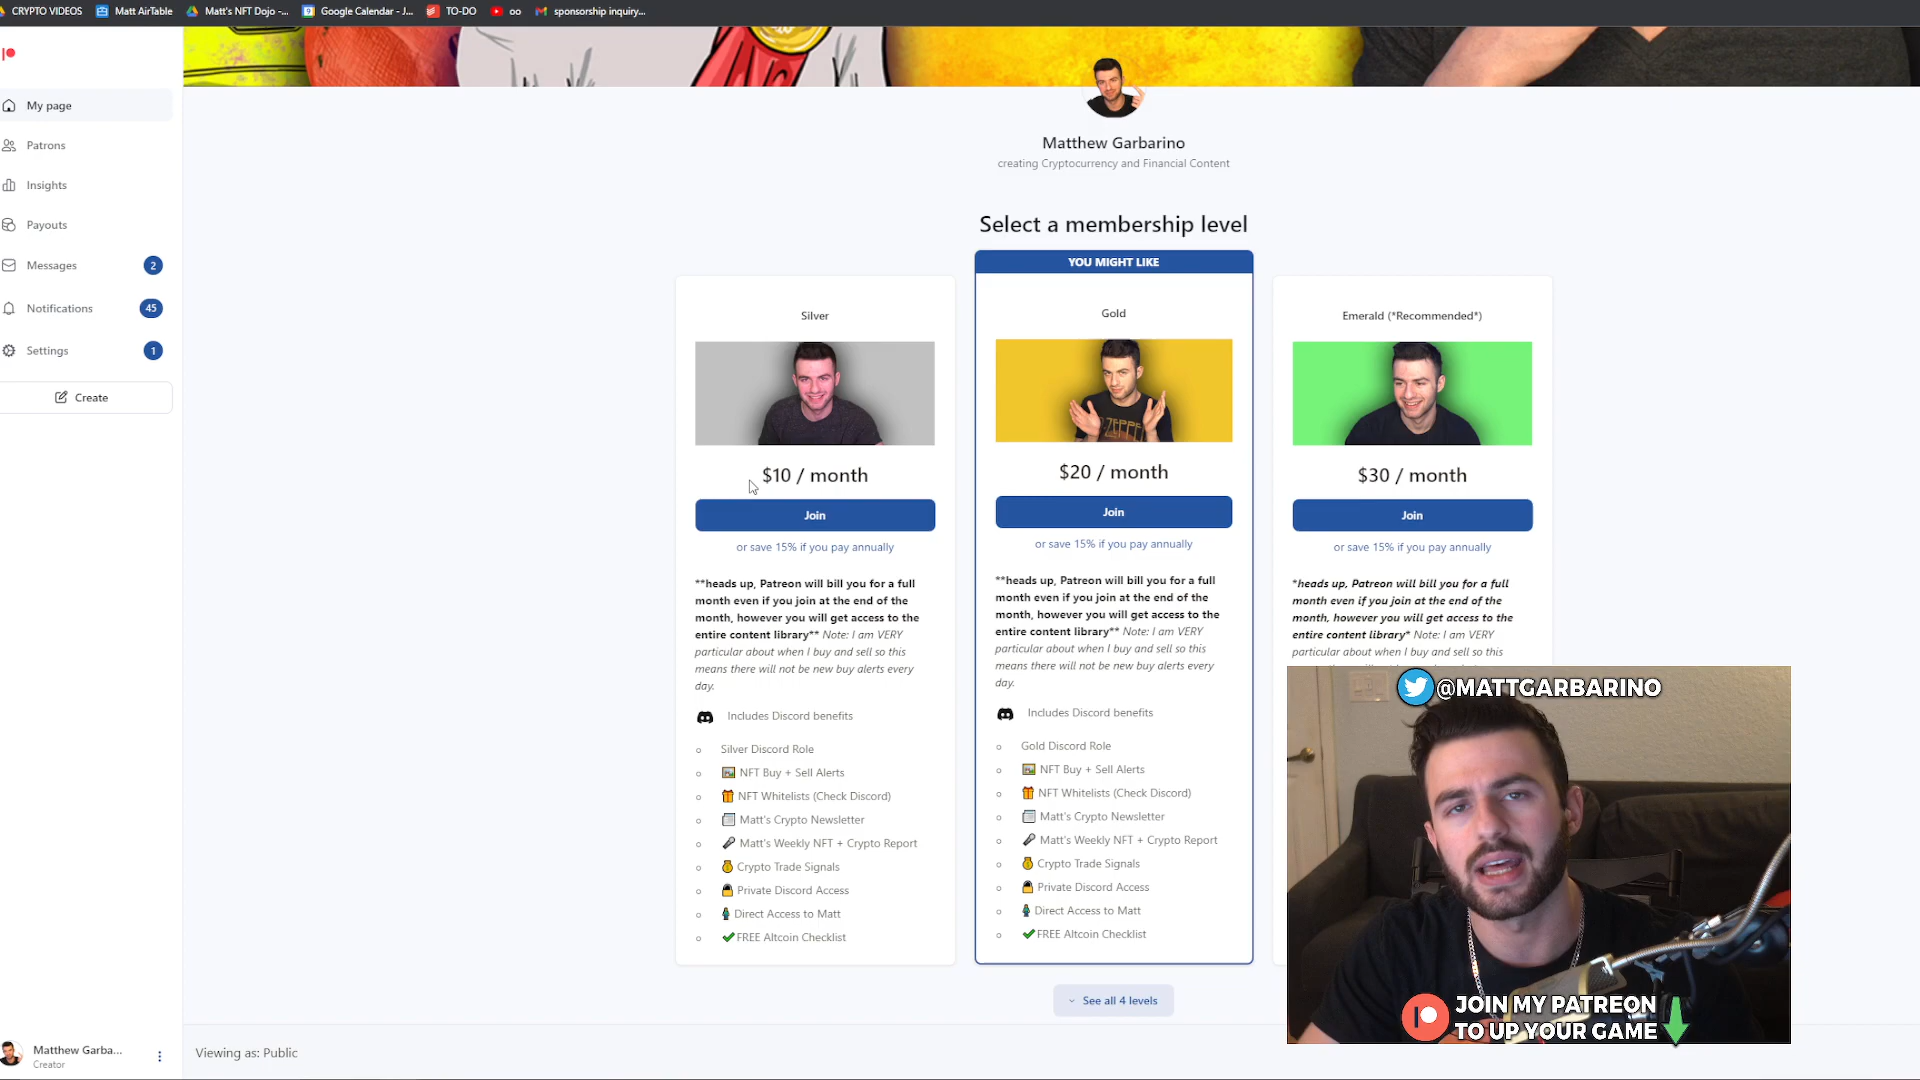 CRYPTO VIDEOS
Matt AirTable
Matt's NFT Dojo -...
Google Calendar - J...
TO-DO
oo
sponsorship inquiry...
My page
Patrons
Insights
Payouts
Messages
2
Notifications
45
Settings
1
Create
Matthew Garbarino
creating Cryptocurrency and Financial Content
Select a membership level
Silver
$10 / month
Join
or save 15% if you pay annually
**heads up, Patreon will bill you for a full
month even if you join at the end of the
month, however you will get access to the
entire content library** Note: I am VERY
particular about when I buy and sell so this
means there will not be new buy alerts every
day.
Includes Discord benefits
Silver Discord Role
NFT Buy + Sell Alerts
NFT Whitelists (Check Discord)
Matt's Crypto Newsletter
Matt's Weekly NFT + Crypto Report
Crypto Trade Signals
Private Discord Access
Direct Access to Matt
FREE Altcoin Checklist
YOU MIGHT LIKE
Gold
ZEPPEL
$20 / month
Join
or save 15% if you pay annually
**heads up, Patreon will bill you for a full
month even if you join at the end of the
month, however you will get access to the
entire content library** Note: I am VERY
particular about when I buy and sell so this
means there will not be new buy alerts every
day.
Includes Discord benefits
Gold Discord Role
NFT Buy + Sell Alerts
NFT Whitelists (Check Discord)
Matt's Crypto Newsletter
Matt's Weekly NFT + Crypto Report
Crypto Trade Signals
Private Discord Access
Direct Access to Matt
FREE Altcoin Checklist
Emerald (*Recommended*)
$30 / month
Join
or save 15% if you pay annually
*heads up, Patreon will bill you for a full
month even if you join at the end of the
month, however you will get access to the
entire content library* Note: I am VERY
particular about when I buy and sell so this
@MATTGARBARINO
JOIN MY PATREON
TO UP YOUR GAME
See all 4 levels
Matthew Garba...
Creator
Viewing as: Public